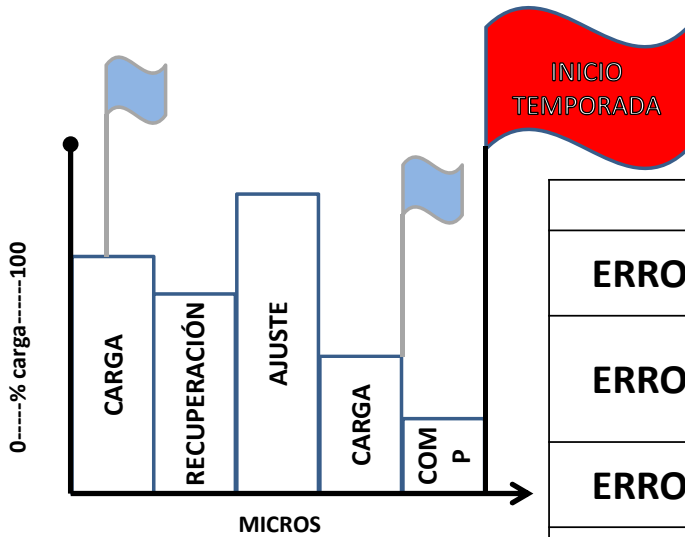 INICIO
TEMPORADA
0-----% carga------100
CARGA
RECUPERACIÓN
AJUSTE
CARGA
COM
P
MICROS
ERRO
ERRO
ERRO